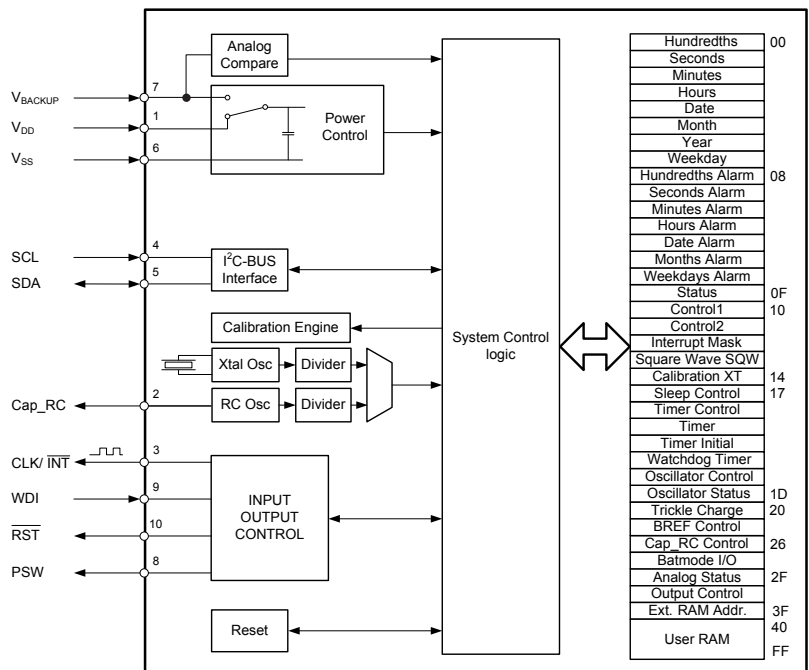 V_BACKUP
7
V_DD
1
V_SS
6
SCL
4
SDA
5
Cap_RC
2
CLK/ INT
3
WDI
9
RST
10
PSW
8
Analog
Compare
Power
Control
I²C-BUS
Interface
Calibration Engine
Xtal Osc
Divider
RC Osc
Divider
INPUT
OUTPUT
CONTROL
Reset
System Control
logic
Hundredths 00
Seconds
Minutes
Hours
Date
Month
Year
Weekday
Hundredths Alarm 08
Seconds Alarm
Minutes Alarm
Hours Alarm
Date Alarm
Months Alarm
Weekdays Alarm
Status 0F
Control1 10
Control2
Interrupt Mask
Square Wave SQW
Calibration XT 14
Sleep Control 17
Timer Control
Timer
Timer Initial
Watchdog Timer
Oscillator Control
Oscillator Status 1D
Trickle Charge 20
BREF Control
Cap_RC Control 26
Batmode I/O
Analog Status 2F
Output Control
Ext. RAM Addr. 3F
40
User RAM
FF